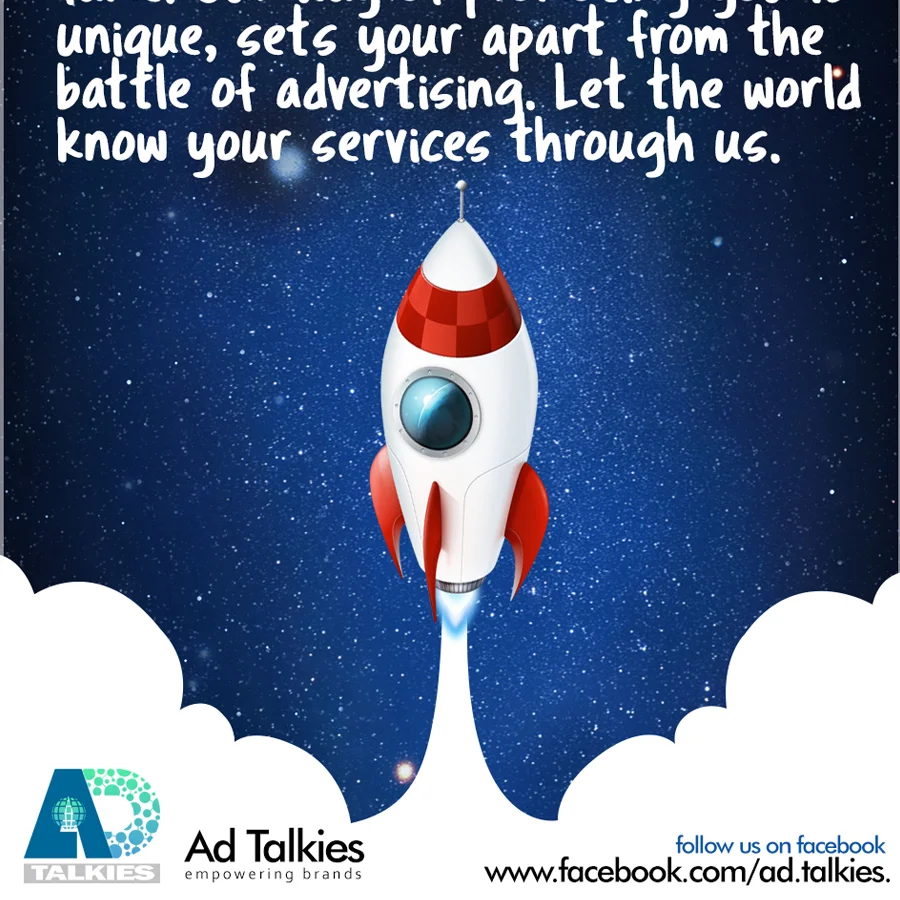 unique, sets your apart from the
battle of advertising. Let the world
know your services through us.
AD
TALKIES
Ad Talkies
empowering brands
follow us on facebook
www.facebook.com/ad.talkies.